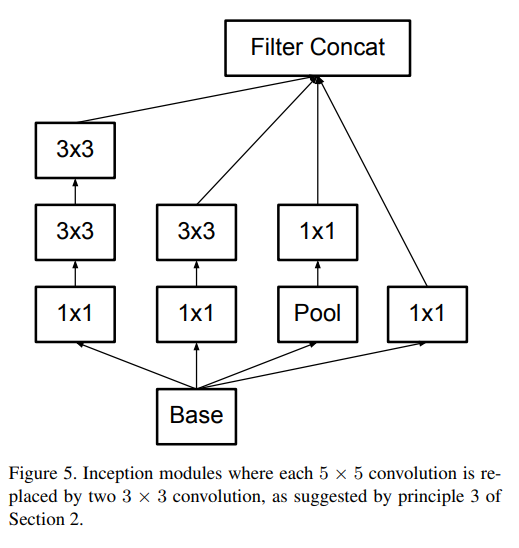 Filter Concat
3x3
3x3
3x3
1x1
1x1
1x1
Pool
1x1
Base
Figure 5. Inception modules where each 5 × 5 convolution is re-
placed by two 3 × 3 convolution, as suggested by principle 3 of
Section 2.